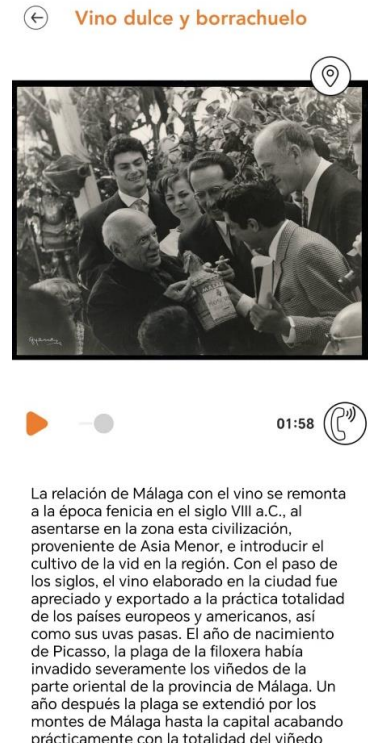 Vino dulce y borrachuelo
01:58
La relación de Málaga con el vino se remonta
a la época fenicia en el siglo VIII a.C., al
asentarse en la zona esta civilización,
proveniente de Asia Menor, e introducir el
cultivo de la vid en la región. Con el paso de
los siglos, el vino elaborado en la ciudad fue
apreciado y exportado a la práctica totalidad
de los países europeos y americanos, así
como sus uvas pasas. El año de nacimiento
de Picasso, la plaga de la filoxera había
invadido severamente los viñedos de la
parte oriental de la provincia de Málaga. Un
año después la plaga se extendió por los
montes de Málaga hasta la capital acabando
prácticamente con la totalidad del viñedo